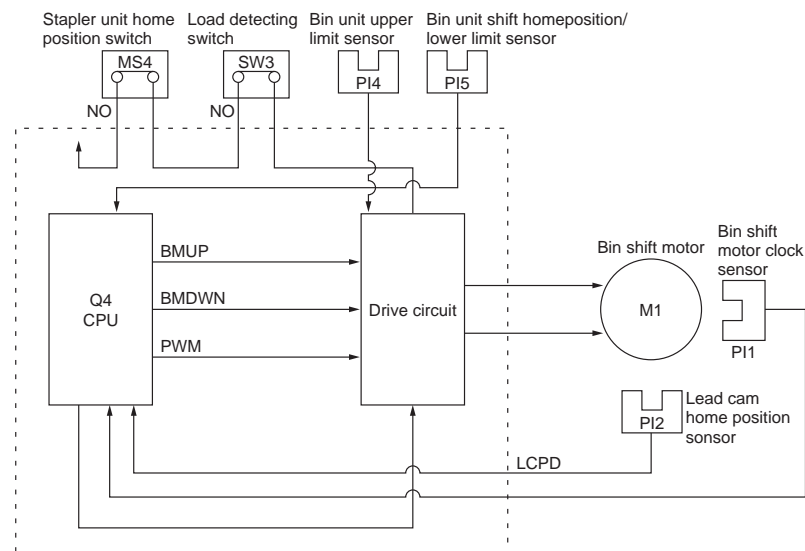 Stapler unit home
position switch
Load detecting
switch
Bin unit upper
limit sensor
Bin unit shift homeposition/
lower limit sensor
MS4
SW3
PI4
PI5
NO
NO
Q4
CPU
BMUP
BMDWN
PWM
Drive circuit
Bin shift motor
M1
Bin shift
motor clock
sensor
PI1
PI2
Lead cam
home position
sonsor
LCPD